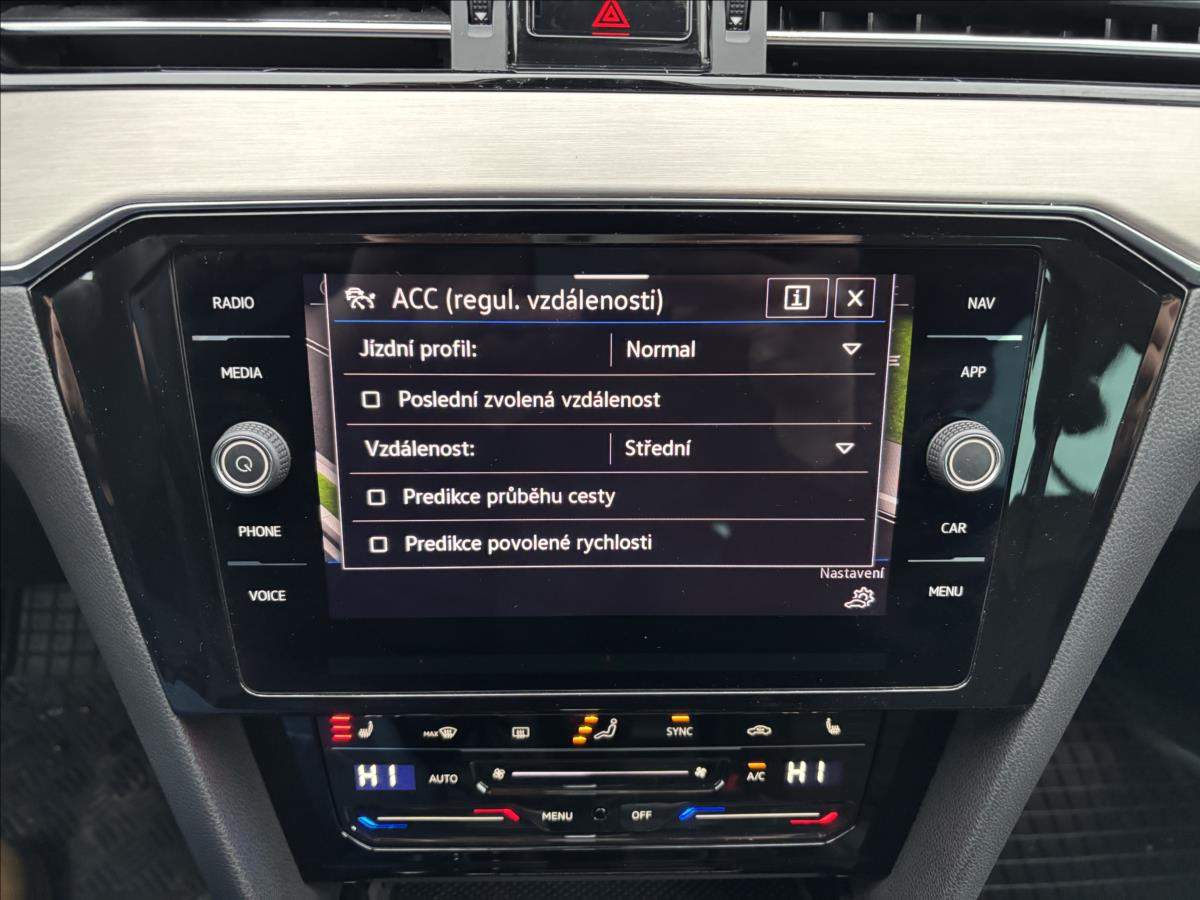 RADIO
MEDIA
PHONE
VOICE
ACC (regul. vzdálenosti)
i X
Jízdní profil: Normal
Poslední zvolená vzdálenost
Vzdálenost: Střední
Predikce průběhu cesty
Predikce povolené rychlosti
Nastavení
NAV
APP
CAR
MENU
MAX SYNC
HI AUTO A/C HI
MENU OFF